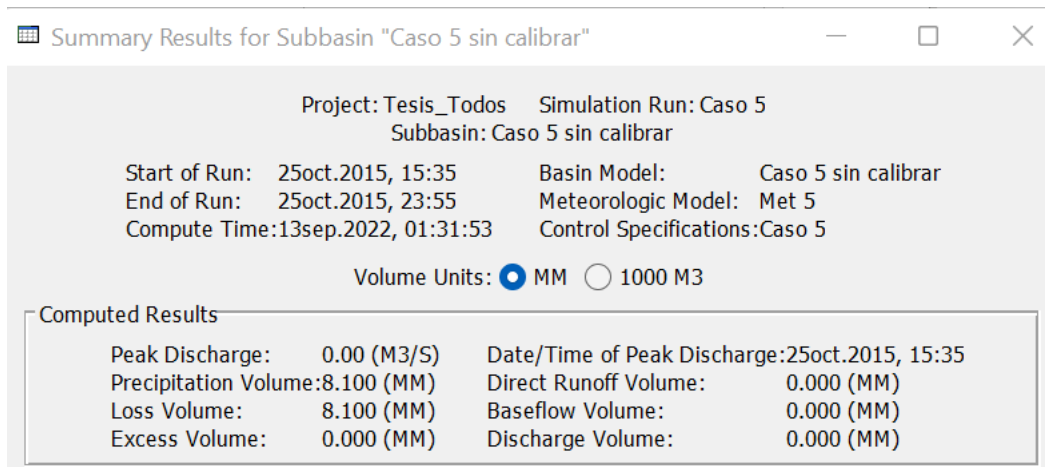 Summary Results for Subbasin "Caso 5 sin calibrar"
Project: Tesis_Todos Simulation Run: Caso 5
Subbasin: Caso 5 sin calibrar
Start of Run: 25oct.2015, 15:35 Basin Model: Caso 5 sin calibrar
End of Run: 25oct.2015, 23:55 Meteorologic Model: Met 5
Compute Time:13sep.2022, 01:31:53 Control Specifications:Caso 5
Volume Units: MM 1000 M3
Computed Results
Peak Discharge: 0.00 (M3/S) Date/Time of Peak Discharge:25oct.2015, 15:35
Precipitation Volume:8.100 (MM) Direct Runoff Volume: 0.000 (MM)
Loss Volume: 8.100 (MM) Baseflow Volume: 0.000 (MM)
Excess Volume: 0.000 (MM) Discharge Volume: 0.000 (MM)